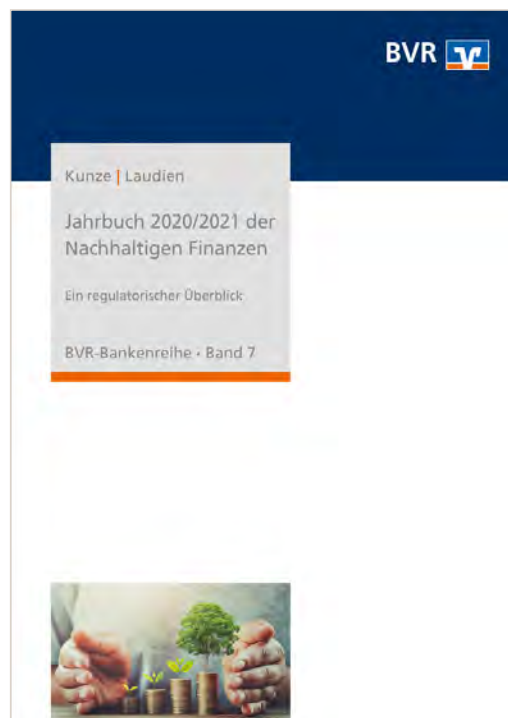 BVR
Kunze | Laudien
Jahrbuch 2020/2021 der
Nachhaltigen Finanzen
Ein regulatorischer Überblick
BVR-Bankenreihe · Band 7